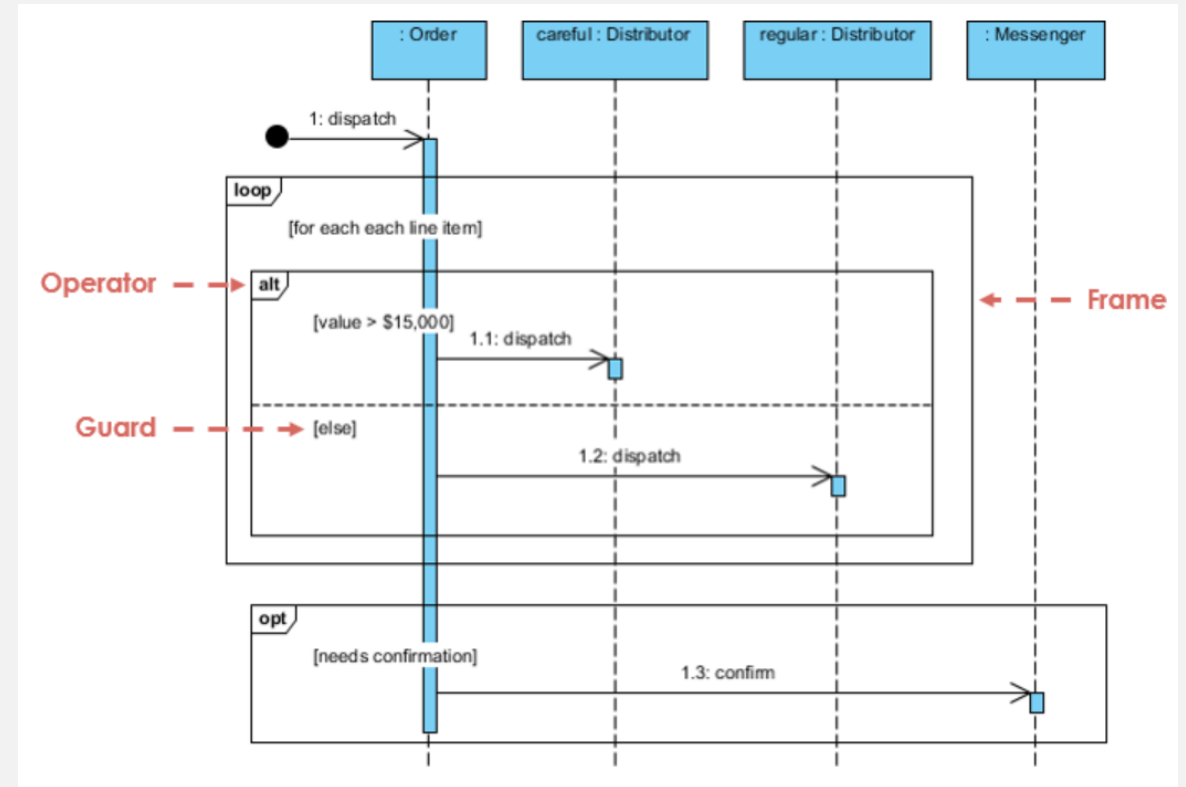 : Order
careful : Distributor
regular : Distributor
: Messenger
1: dispatch
loop
[for each each line item]
Operator
alt
Frame
[value > $15,000]
1.1: dispatch
Guard
[else]
1.2: dispatch
opt
[needs confirmation]
1.3: confirm